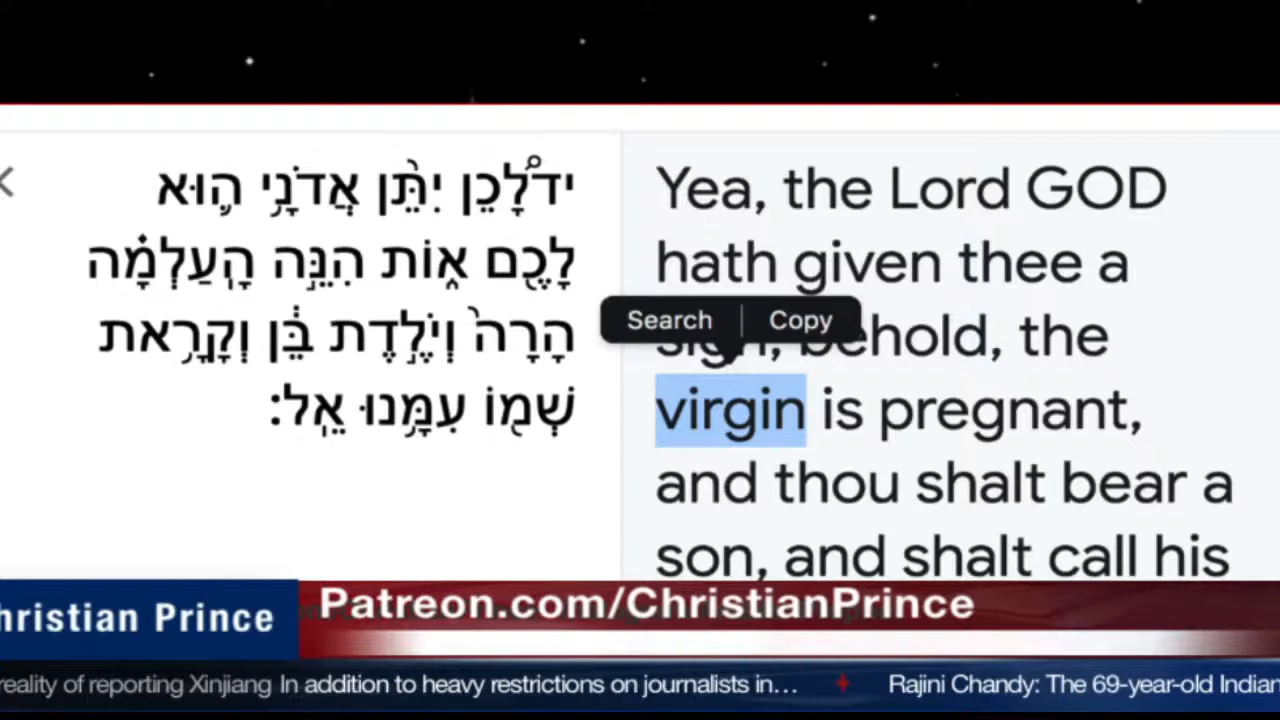 ידלָכֵן יִתֵּ֨ן אֲדֹנָ֥י ה֛וּא
לָכֶ֖ם א֑וֹת הִנֵּ֣ה הָֽעַלְמָ֗ה
הָרָה֙ וְיֹלֶ֣דֶת בֵּ֔ן וְקָרָ֥את
שְׁמ֖וֹ עִמָּ֥נוּ אֵֽל׃
Yea, the Lord GOD
hath given thee a
Search Copy
sign, behold, the
virgin is pregnant,
and thou shalt bear a
son, and shalt call his
hristian Prince
Patreon.com/ChristianPrince
reality of reporting Xinjiang In addition to heavy restrictions on journalists in… Rajini Chandy: The 69-year-old Indian